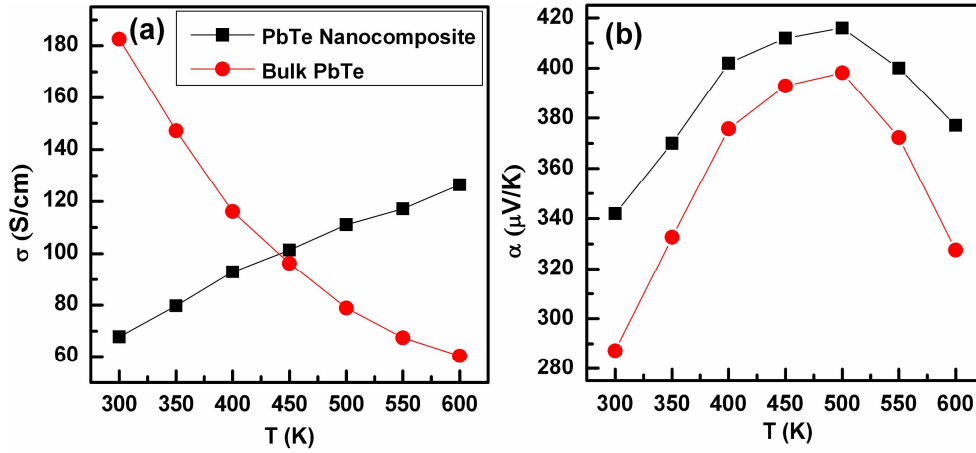 (a)
PbTe Nanocomposite
Bulk PbTe
180
160
140
120
100
80
60
σ (S/cm)
300 350 400 450 500 550 600
T (K)
(b)
420
400
380
360
340
320
290
280
α (μV/K)
300 350 400 450 500 550 600
T (K)